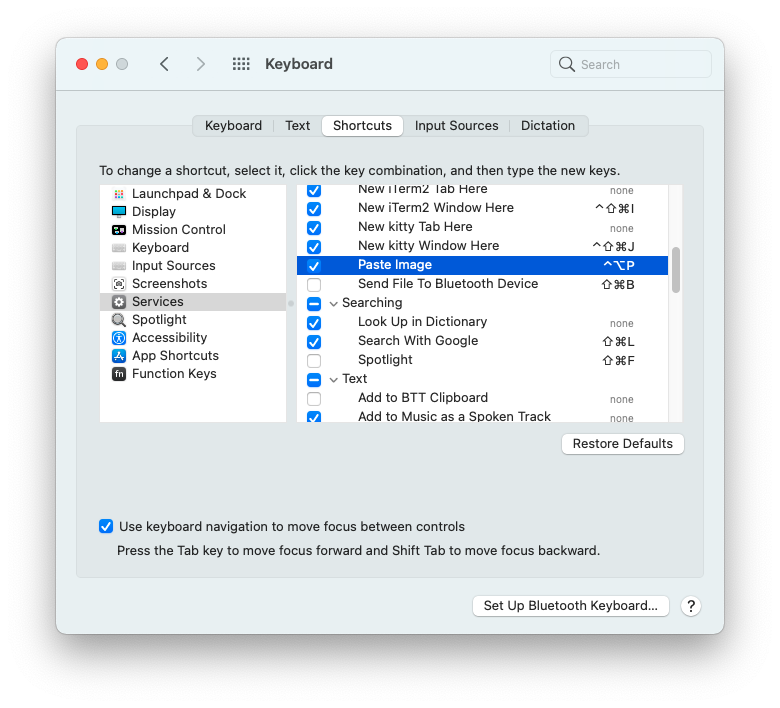 Keyboard
Search
Keyboard
Text
Shortcuts
Input Sources
Dictation
To change a shortcut, select it, click the key combination, and then type the new keys.
Launchpad & Dock
Display
Mission Control
Keyboard
Input Sources
Screenshots
Services
Spotlight
Accessibility
App Shortcuts
fn Function Keys
New iTerm2 Tab Here none
New iTerm2 Window Here ^⇧⌘I
New kitty Tab Here none
New kitty Window Here ^⇧⌘J
Paste Image ^⌥P
Send File To Bluetooth Device ⇧⌘B
Searching
Look Up in Dictionary none
Search With Google ⇧⌘L
Spotlight ⇧⌘F
Text
Add to BTT Clipboard none
Add to Music as a Spoken Track none
Restore Defaults
Use keyboard navigation to move focus between controls
Press the Tab key to move focus forward and Shift Tab to move focus backward.
Set Up Bluetooth Keyboard...
?